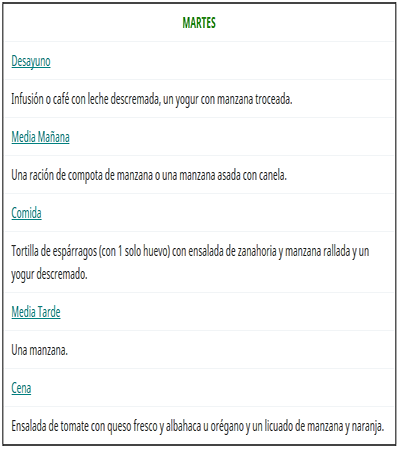 MARTES
Desayuno
Infusión o café con leche descremada, un yogur con manzana troceada.
Media Mañana
Una ración de compota de manzana o una manzana asada con canela.
Comida
Tortilla de espárragos (con 1 solo huevo) con ensalada de zanahoria y manzana rallada y un
yogur descremado.
Media Tarde
Una manzana.
Cena
Ensalada de tomate con queso fresco y albahaca u orégano y un licuado de manzana y naranja.